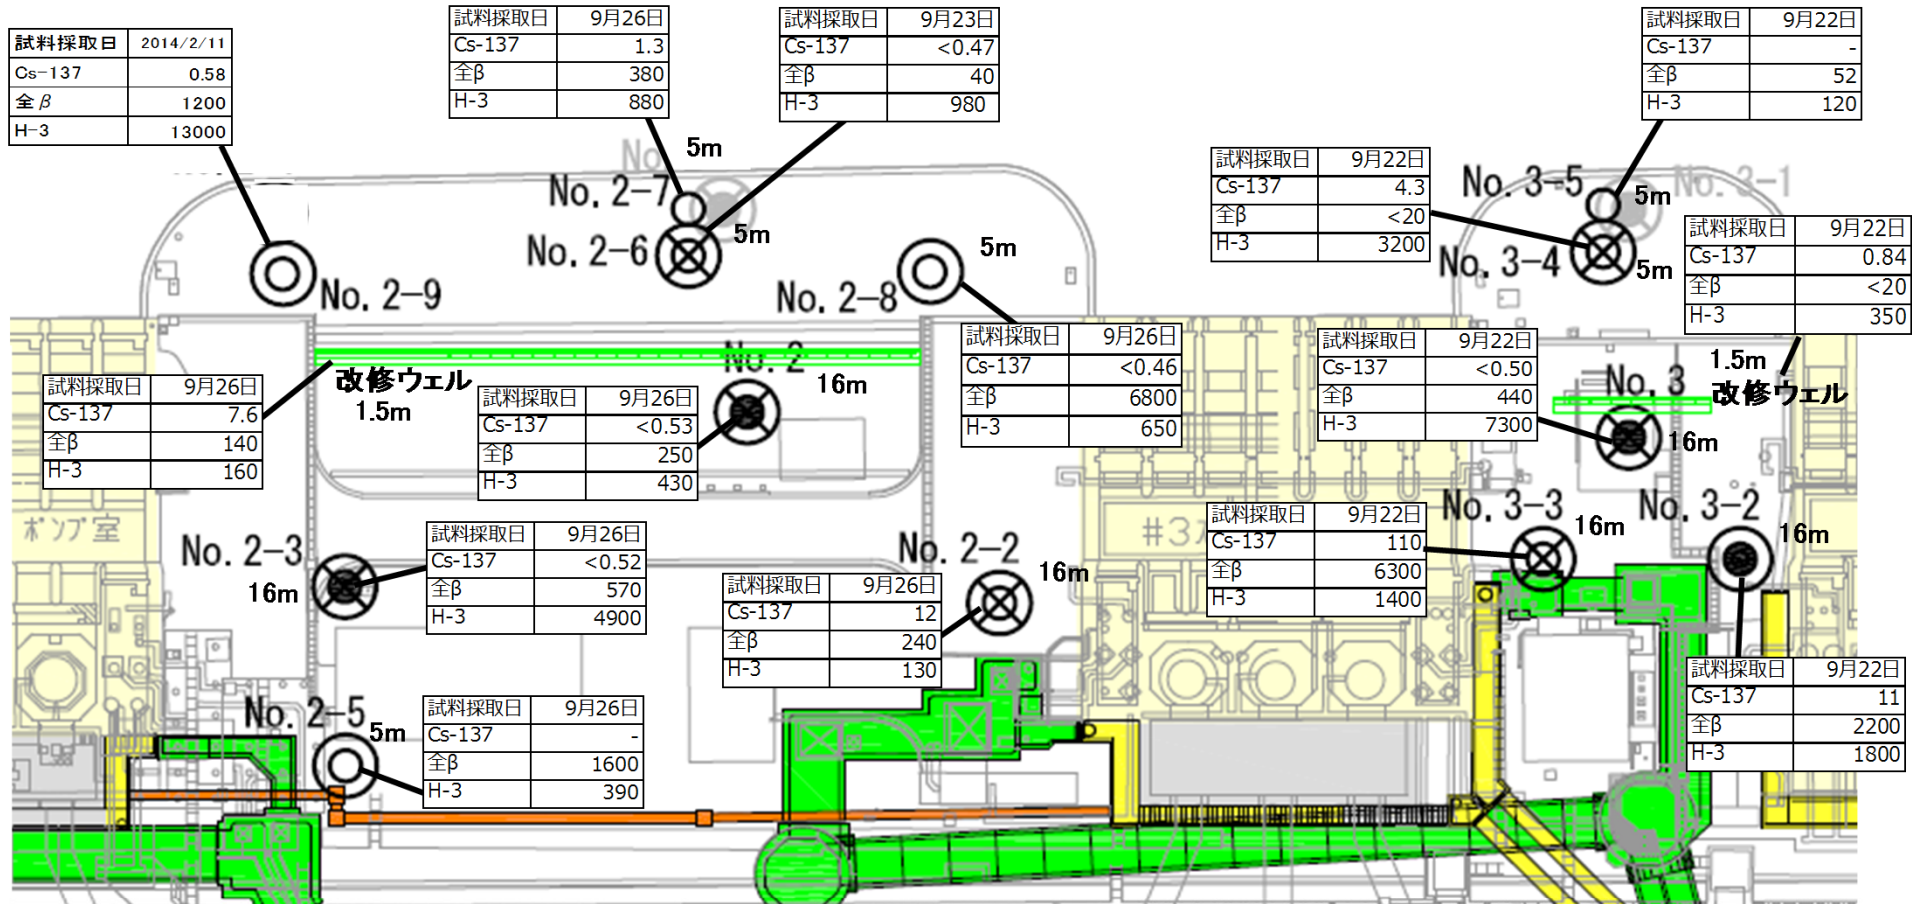 試料採取日 2014/2/11
Cs-137 0.58
全β 1200
H-3 13000
試料採取日 9月26日
Cs-137 1.3
全β 380
H-3 880
試料採取日 9月23日
Cs-137 <0.47
全β 40
H-3 980
試料採取日 9月22日
Cs-137 -
全β 52
H-3 120
試料採取日 9月22日
Cs-137 4.3
全β <20
H-3 3200
試料採取日 9月22日
Cs-137 0.84
全β <20
H-3 350
No
5m
No. 2-7
No. 2-6
5m
No. 2-9
No. 2-8
5m
No. 3-5
5m
No. 3-1
No. 3-4
5m
試料採取日 9月26日
Cs-137 7.6
全β 140
H-3 160
改修ウェル
1.5m
No. 2
16m
試料採取日 9月26日
Cs-137 <0.53
全β 250
H-3 430
試料採取日 9月26日
Cs-137 <0.46
全β 6800
H-3 650
試料採取日 9月22日
Cs-137 <0.50
全β 440
H-3 7300
No. 3
16m
1.5m
改修ウェル
ポンプ室
No. 2-3
16m
試料採取日 9月26日
Cs-137 <0.52
全β 570
H-3 4900
No. 2-2
16m
試料採取日 9月26日
Cs-137 12
全β 240
H-3 130
#3
試料採取日 9月22日
Cs-137 110
全β 6300
H-3 1400
No. 3-3
16m
No. 3-2
16m
試料採取日 9月22日
Cs-137 11
全β 2200
H-3 1800
No. 2-5
5m
試料採取日 9月26日
Cs-137 -
全β 1600
H-3 390